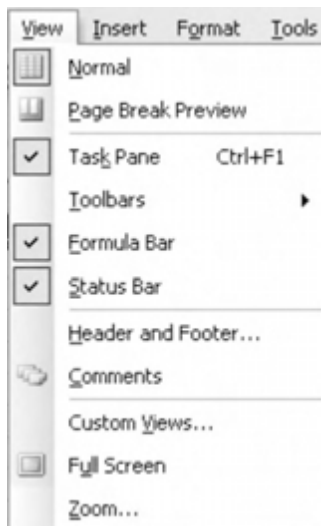 View Insert Format Tools
Normal
Page Break Preview
Task Pane Ctrl+F1
Toolbars
Formula Bar
Status Bar
Header and Footer...
Comments
Custom Views...
Full Screen
Zoom...